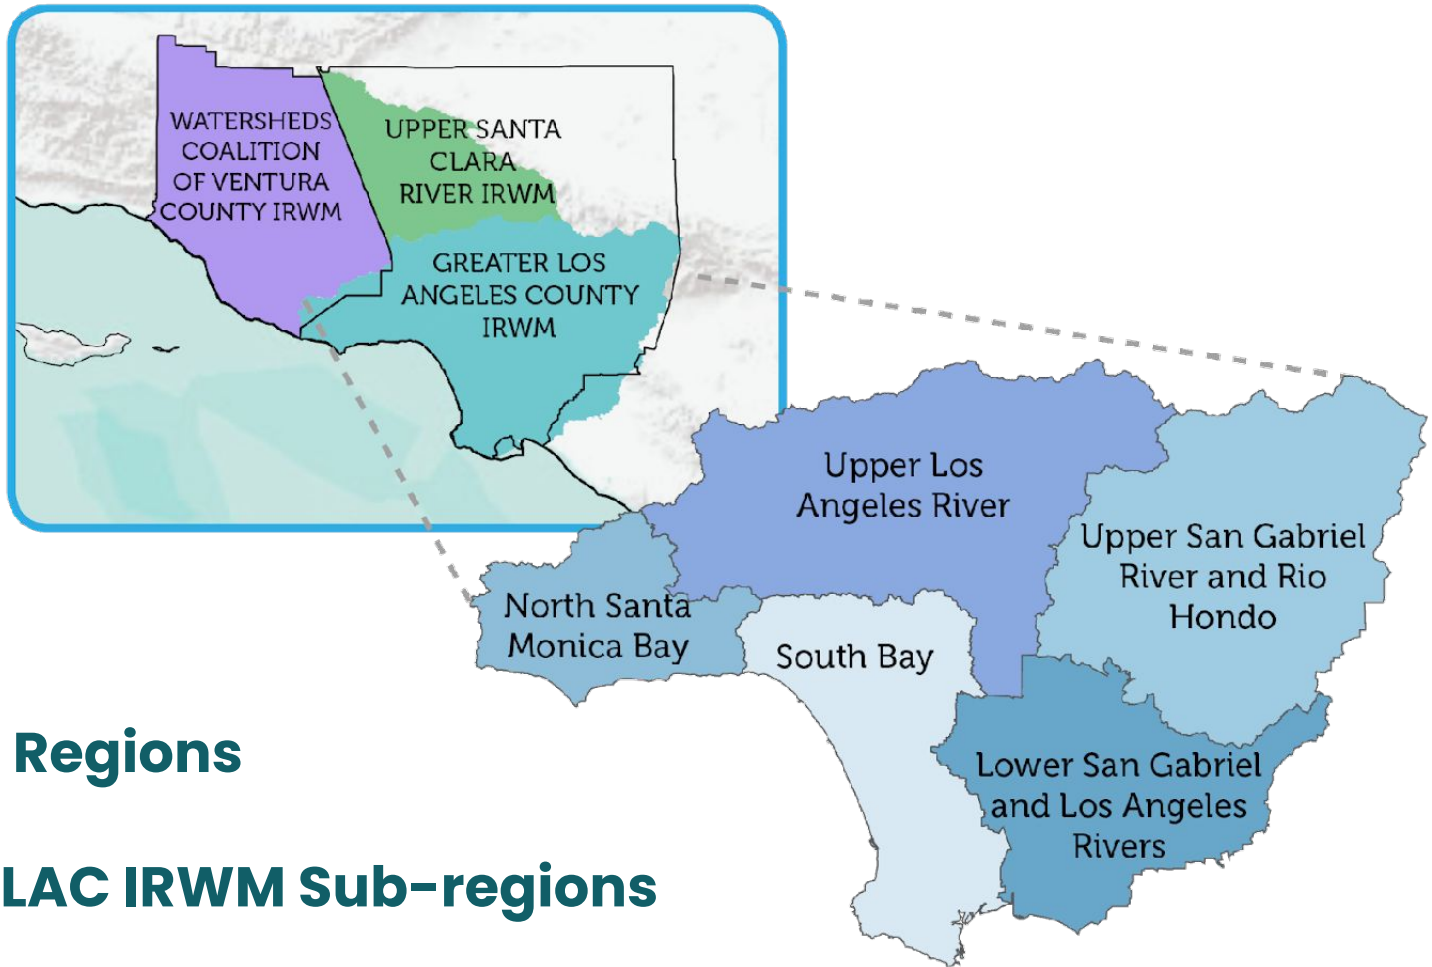 WATERSHEDS
COALITION
OF VENTURA
COUNTY IRWM
UPPER SANTA
CLARA
RIVER IRWM
GREATER LOS
ANGELES COUNTY
IRWM
Upper Los
Angeles River
Upper San Gabriel
River and Rio
Hondo
North Santa
Monica Bay
South Bay
Lower San Gabriel
and Los Angeles
Rivers
Regions
LAC IRWM Sub-regions